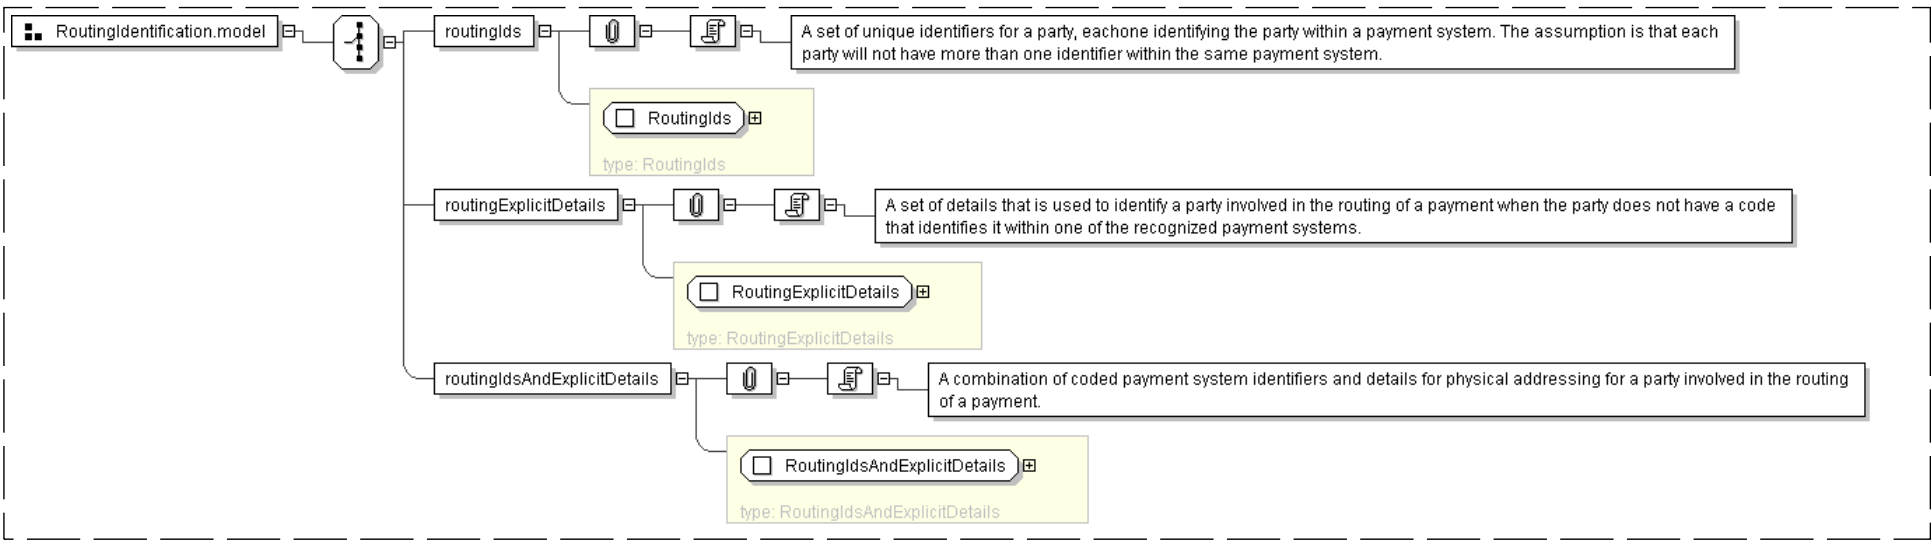 RoutingIdentification.model
routingIds
A set of unique identifiers for a party, eachone identifying the party within a payment system. The assumption is that each
party will not have more than one identifier within the same payment system.
RoutingIds
type: RoutingIds
routingExplicitDetails
A set of details that is used to identify a party involved in the routing of a payment when the party does not have a code
that identifies it within one of the recognized payment systems.
RoutingExplicitDetails
type: RoutingExplicitDetails
routingIdsAndExplicitDetails
A combination of coded payment system identifiers and details for physical addressing for a party involved in the routing
of a payment.
RoutingIdsAndExplicitDetails
type: RoutingIdsAndExplicitDetails